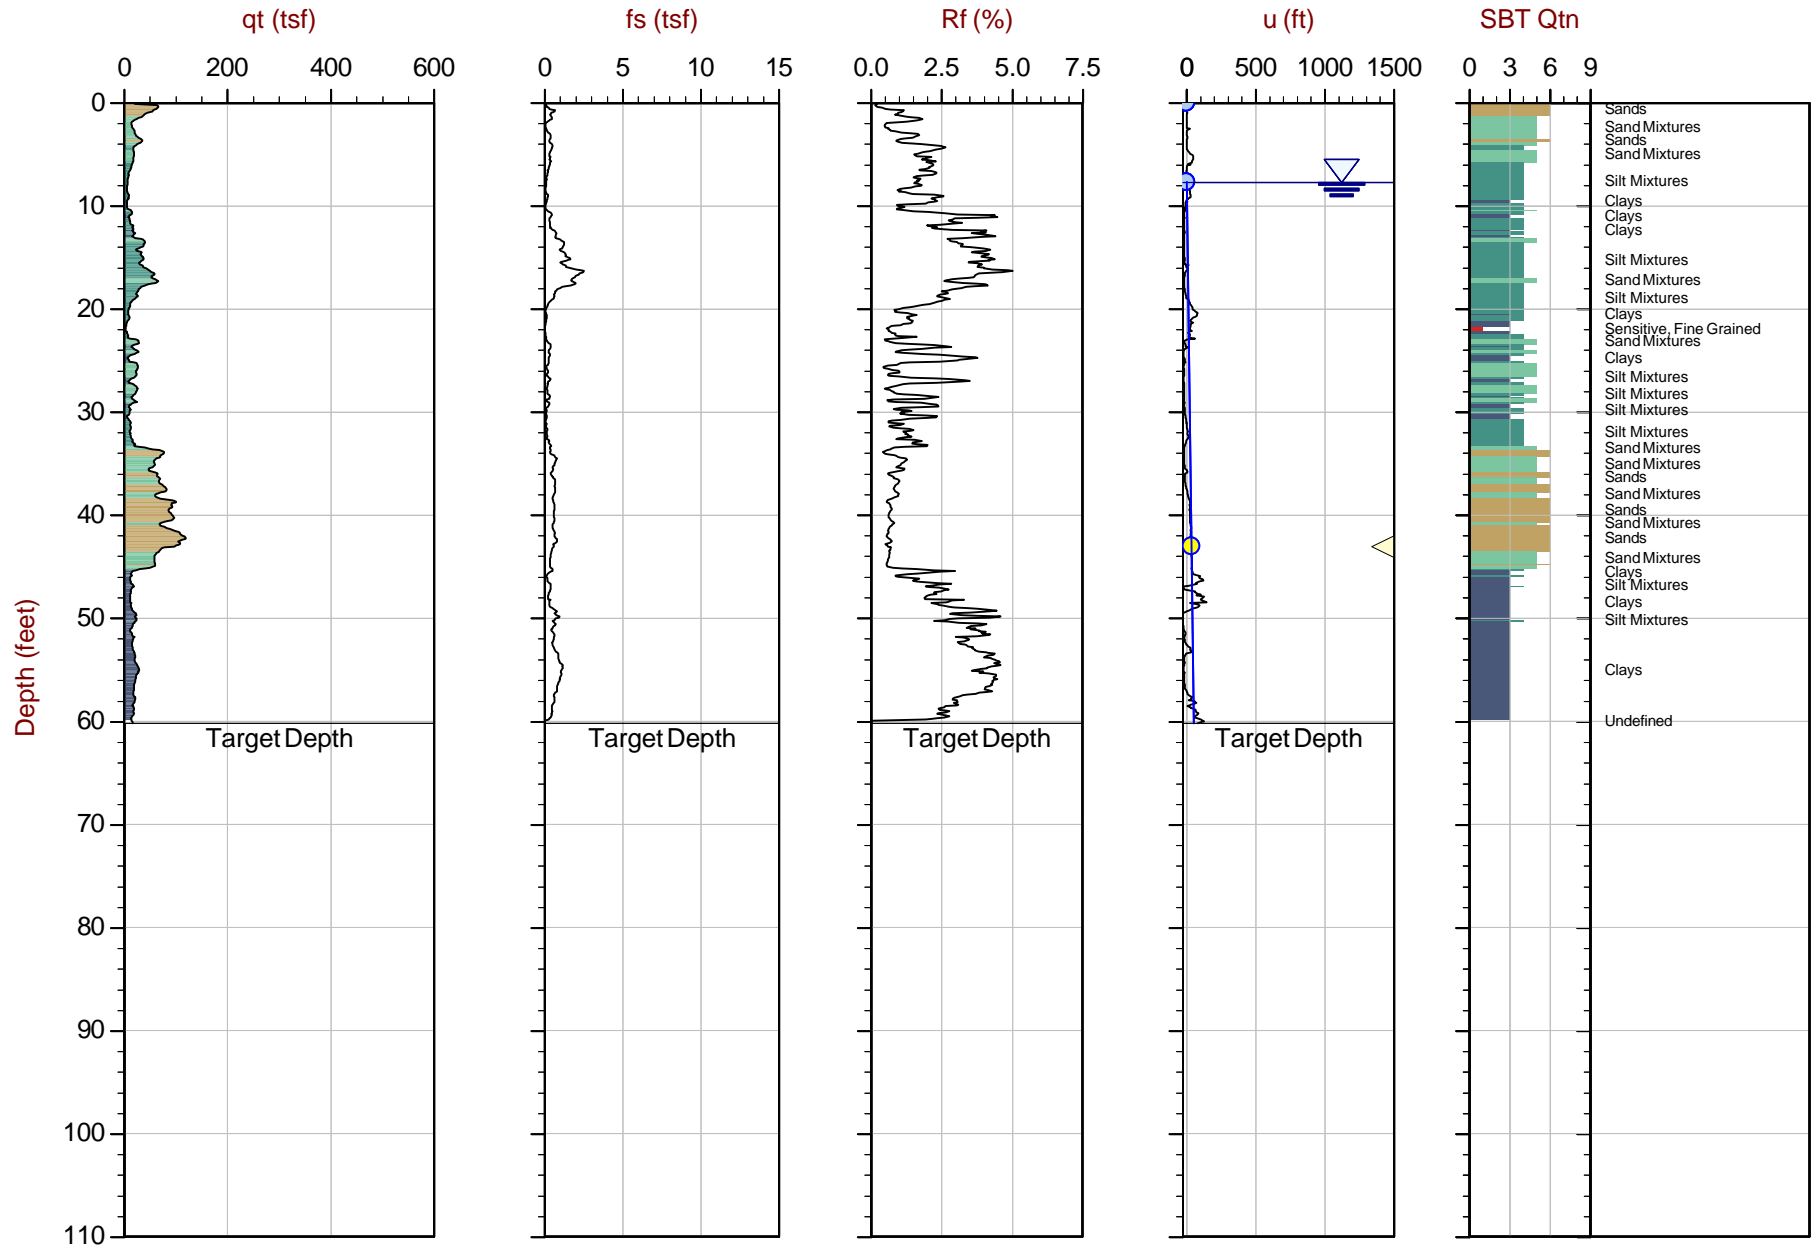 qt (tsf) fs (tsf) Rf (%) u (ft) SBT Qtn
0 200 400 600 0 5 10 15 0.0 2.5 5.0 7.5 0 500 1000 1500 0 3 6 9
0
10
20
30
40
50
60
70
80
90
100
110
Depth (feet)
Target Depth Target Depth Target Depth Target Depth
Sands
Sand Mixtures
Sands
Sand Mixtures
Silt Mixtures
Clays
Clays
Clays
Silt Mixtures
Sand Mixtures
Silt Mixtures
Clays
Sensitive, Fine Grained
Sand Mixtures
Clays
Silt Mixtures
Silt Mixtures
Silt Mixtures
Silt Mixtures
Sand Mixtures
Sand Mixtures
Sands
Sand Mixtures
Sands
Sand Mixtures
Sands
Sand Mixtures
Clays
Silt Mixtures
Clays
Silt Mixtures
Clays
Undefined